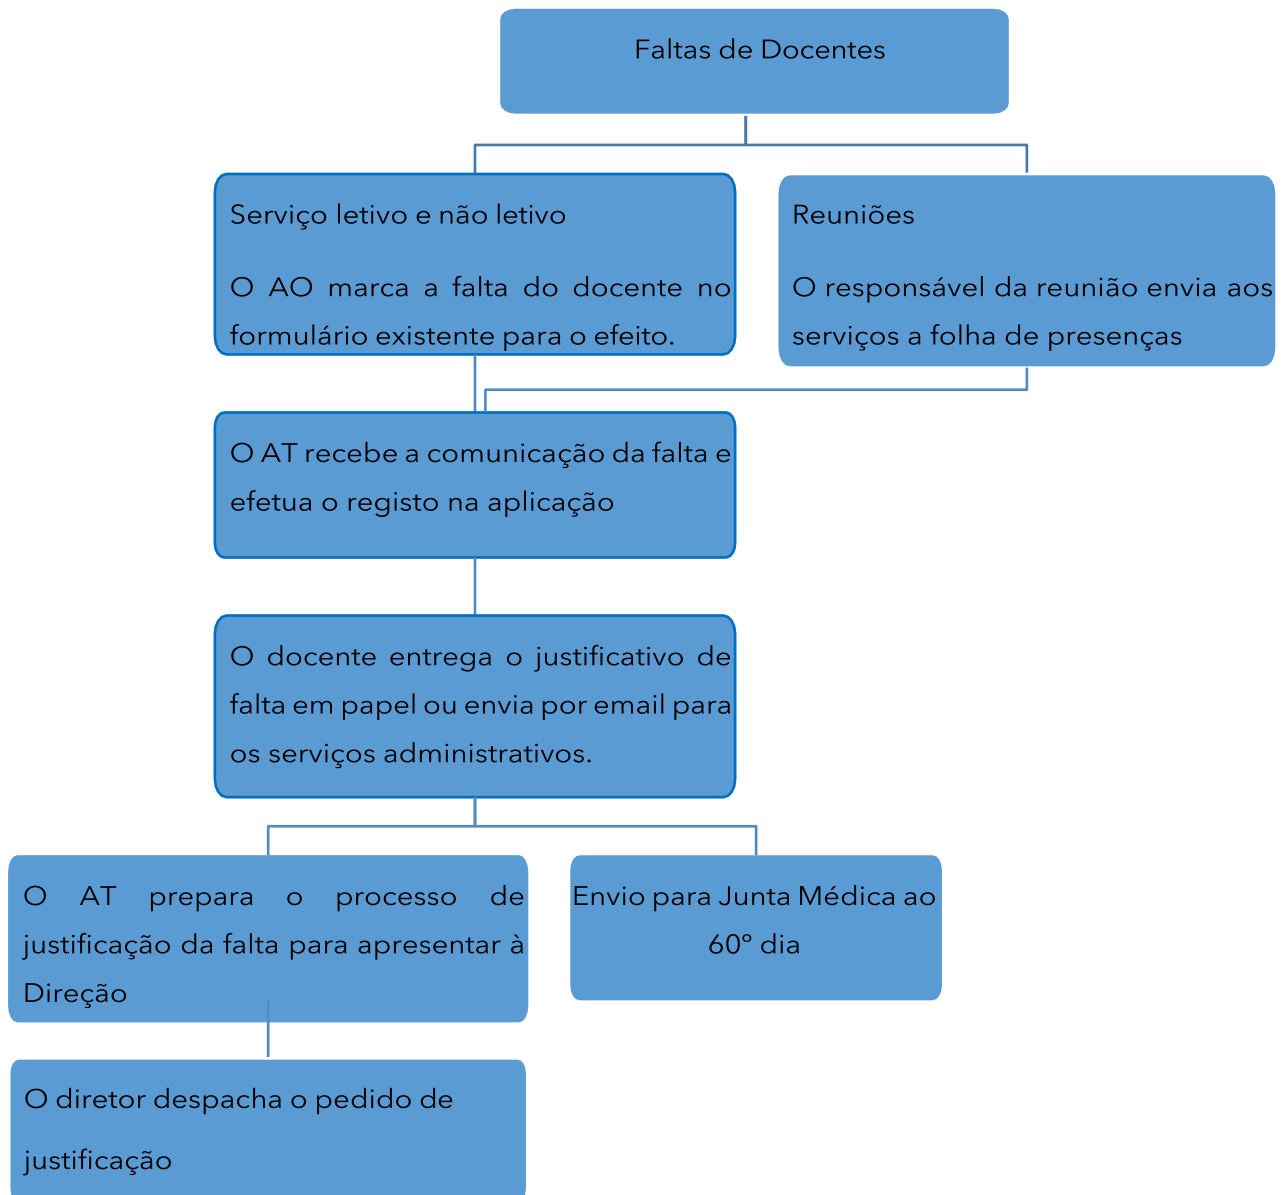 Faltas de Docentes
Serviço letivo e não letivo
O AO marca a falta do docente no
formulário existente para o efeito.
Reuniões
O responsável da reunião envia aos
serviços a folha de presenças
O AT recebe a comunicação da falta e
efetua o registo na aplicação
O docente entrega o justificativo de
falta em papel ou envia por email para
os serviços administrativos.
O AT prepara o processo de
justificação da falta para apresentar à
Direção
Envio para Junta Médica ao
60º dia
O diretor despacha o pedido de
justificação